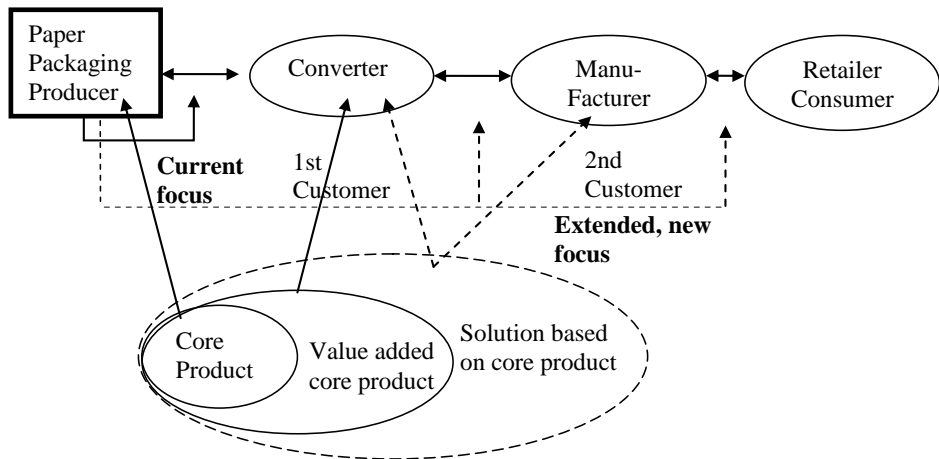 Paper
Packaging
Producer
Converter
Manu-
Facturer
Retailer
Consumer
Current
focus
1st
Customer
2nd
Customer
Extended, new
focus
Core
Product
Value added
core product
Solution based
on core product